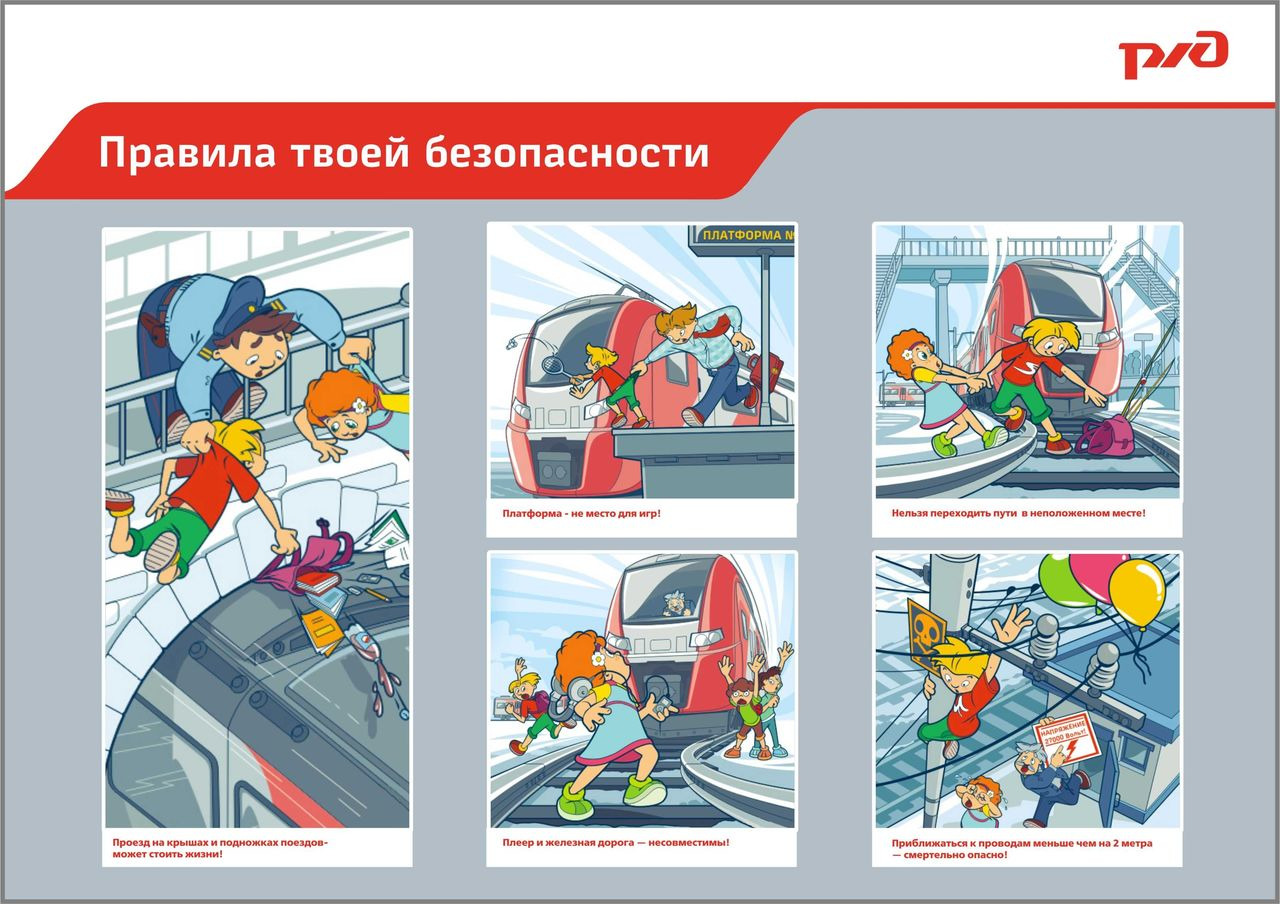 ржд
Правила твоей безопасности
ПЛАТФОРМА №
Проезд на крышах и подножках поездов-
может стоить жизни!
Платформа - не место для игр!
Нельзя переходить пути в неположенном месте!
Плеер и железная дорога — несовместимы!
НАПРЯЖЕНИЕ
27000 Вольт!
Приближаться к проводам меньше чем на 2 метра
— смертельно опасно!